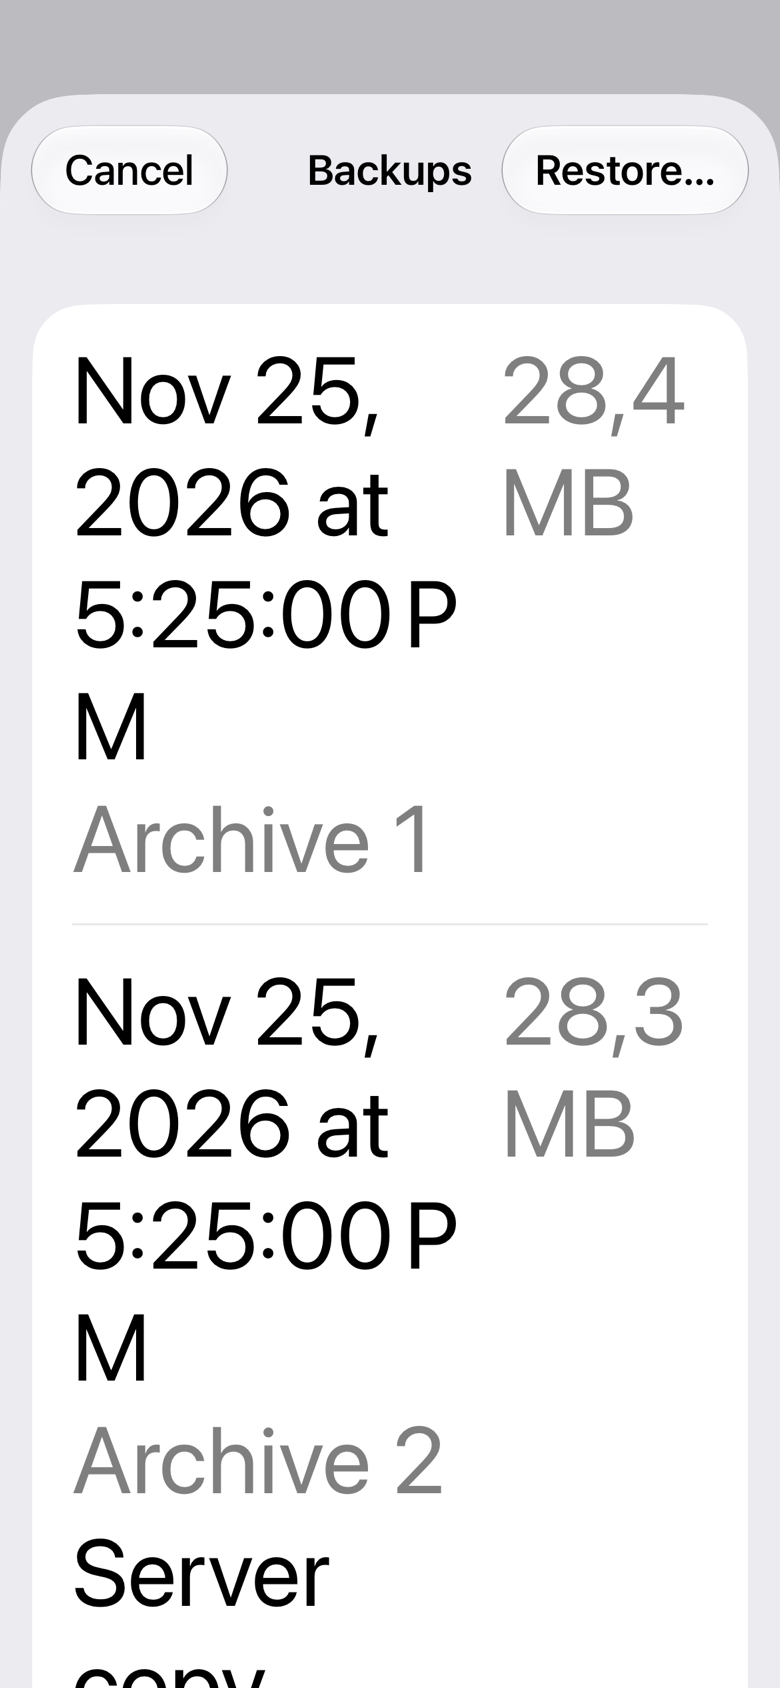 Cancel
Backups
Restore...
Nov 25,
2026 at
5:25:00 P
M
28,4
MB
Archive 1
Nov 25,
2026 at
5:25:00 P
M
28,3
MB
Archive 2
Server
copy